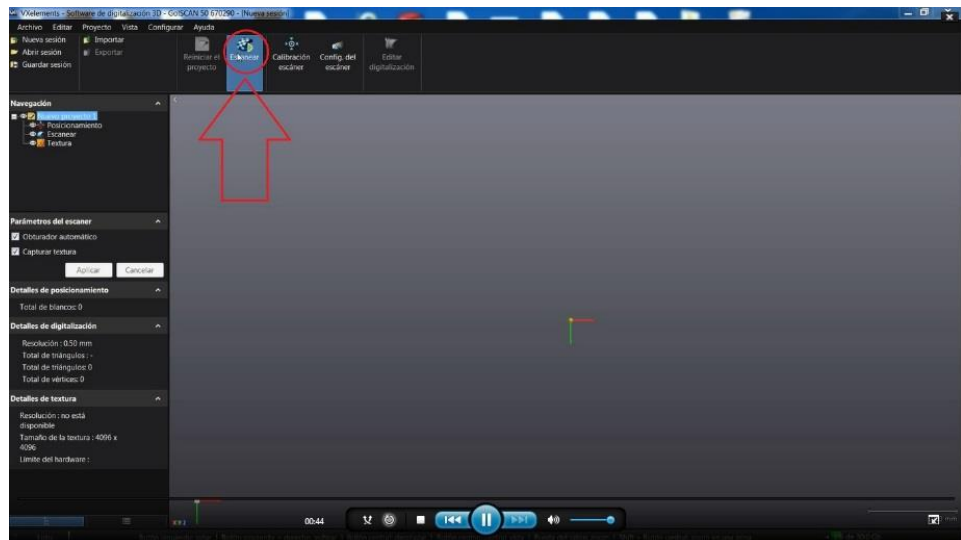 VXelements - Software de digitalización 3D - Go!SCAN 50 670290 - [Nueva sesión]
Archivo Editar Proyecto Vista Configurar Ayuda
Nueva sesión Importar
Abrir sesión Exportar
Guardar sesión
Reiniciar el proyecto
Escanear
Calibración escáner
Config. del escáner
Editar digitalización
Navegación
Nuevo proyecto 1
Posicionamiento
Escanear
Textura
Parámetros del escaner
Obturador automático
Capturar textura
Aplicar Cancelar
Detalles de posicionamiento
Total de blancos: 0
Detalles de digitalización
Resolución : 0.50 mm
Total de triángulos : -
Total de triángulos: 0
Total de vértices: 0
Detalles de textura
Resolución : no está
disponible
Tamaño de la textura : 4096 x
4096
Limite del hardware :
00:44